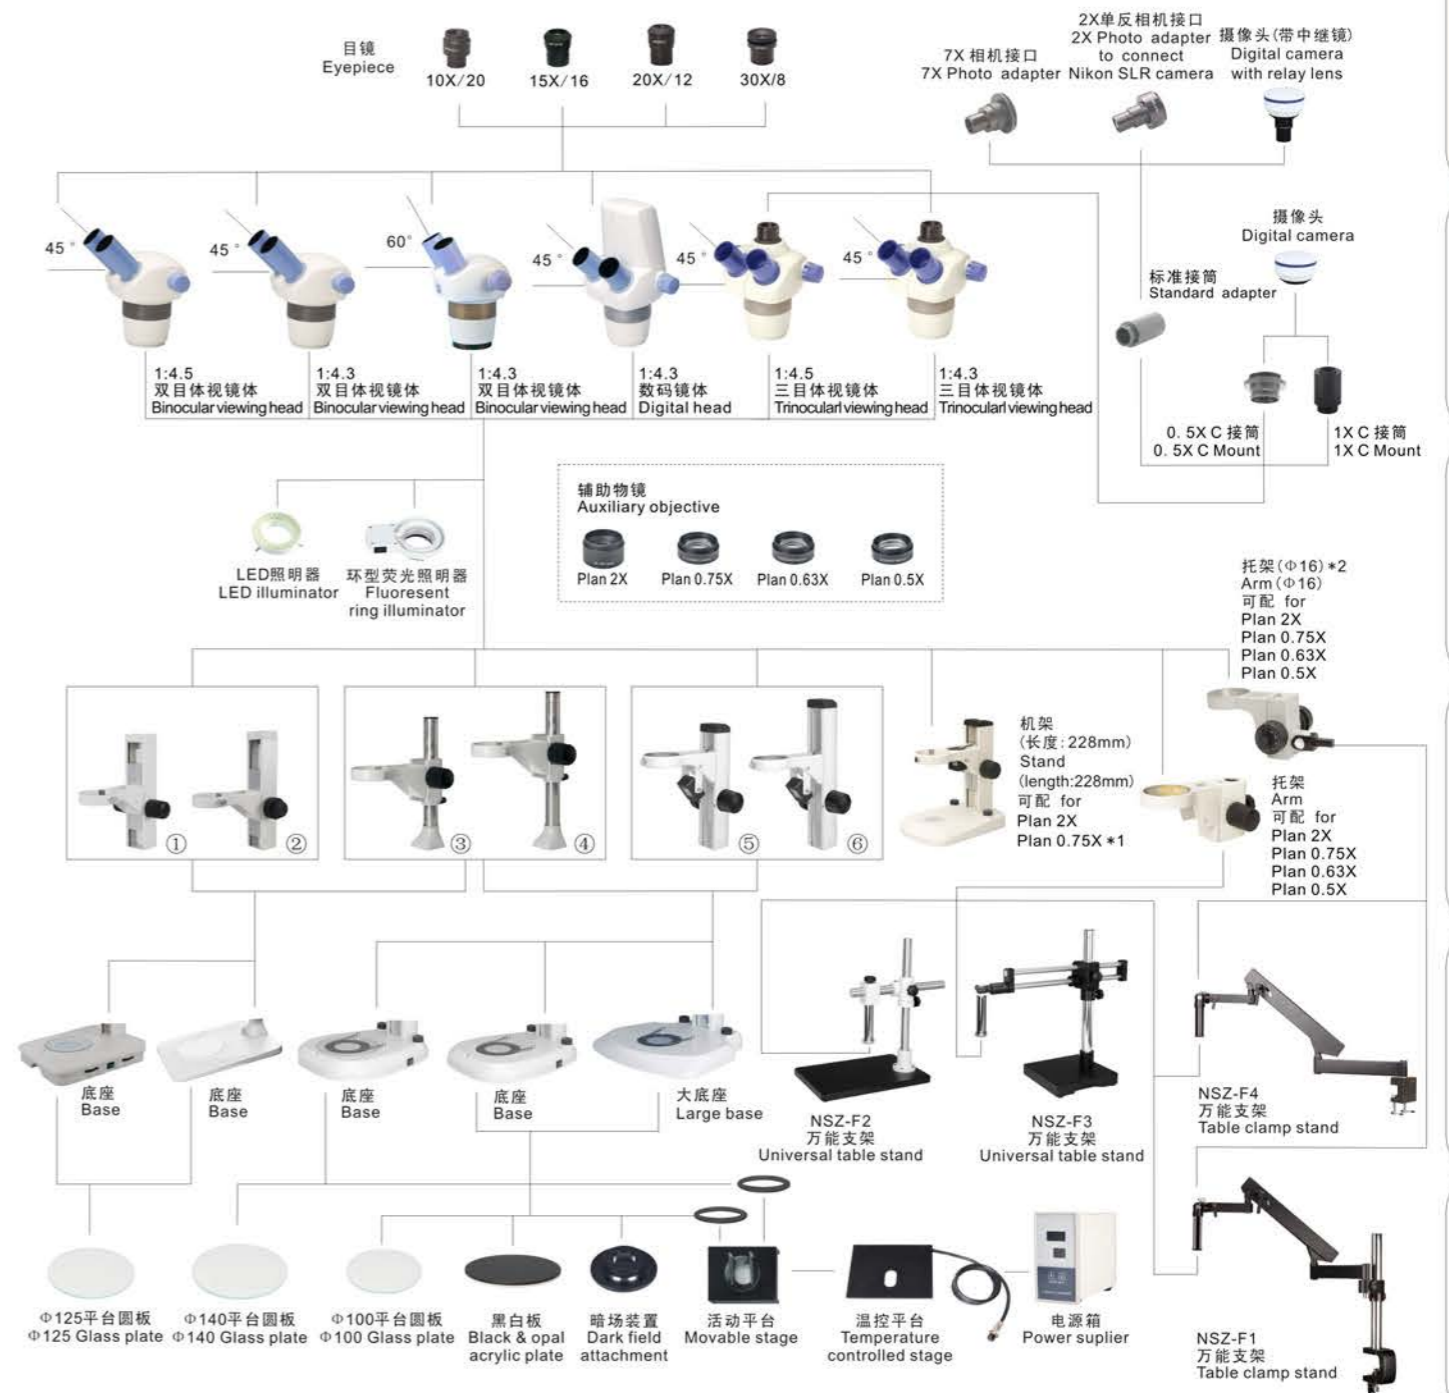 目镜
Eyepiece
10X/20
15X/16
20X/12
30X/8
7X 相机接口
7X Photo adapter
2X单反相机接口
2X Photo adapter
to connect
Nikon SLR camera
摄像头(带中继镜)
Digital camera
with relay lens
45°
45°
60°
45°
45°
45°
摄像头
Digital camera
标准接筒
Standard adapter
1:4.5
双目体视镜体
Binocular viewing head
1:4.3
双目体视镜体
Binocular viewing head
1:4.3
双目体视镜体
Binocular viewing head
1:4.3
数码镜体
Digital head
1:4.5
三目体视镜体
Trinocularl viewing head
1:4.3
三目体视镜体
Trinocularl viewing head
0.5X C 接筒
0.5X C Mount
1X C 接筒
1X C Mount
LED照明器
LED illuminator
环型荧光照明器
Fluoresent
ring illuminator
辅助物镜
Auxiliary objective
Plan 2X
Plan 0.75X
Plan 0.63X
Plan 0.5X
托架(Φ16)*2
Arm(Φ16)
可配 for
Plan 2X
Plan 0.75X
Plan 0.63X
Plan 0.5X
①
②
③
④
⑤
⑥
机架
(长度:228mm)
Stand
(length:228mm)
可配 for
Plan 2X
Plan 0.75X *1
托架
Arm
可配 for
Plan 2X
Plan 0.75X
Plan 0.63X
Plan 0.5X
底座
Base
底座
Base
底座
Base
底座
Base
大底座
Large base
NSZ-F2
万能支架
Universal table stand
NSZ-F3
万能支架
Universal table stand
NSZ-F4
万能支架
Table clamp stand
Φ125平台圆板
Φ125 Glass plate
Φ140平台圆板
Φ140 Glass plate
Φ100平台圆板
Φ100 Glass plate
黑白板
Black & opal
acrylic plate
暗场装置
Dark field
attachment
活动平台
Movable stage
温控平台
Temperature
controlled stage
电源箱
Power suplier
NSZ-F1
万能支架
Table clamp stand